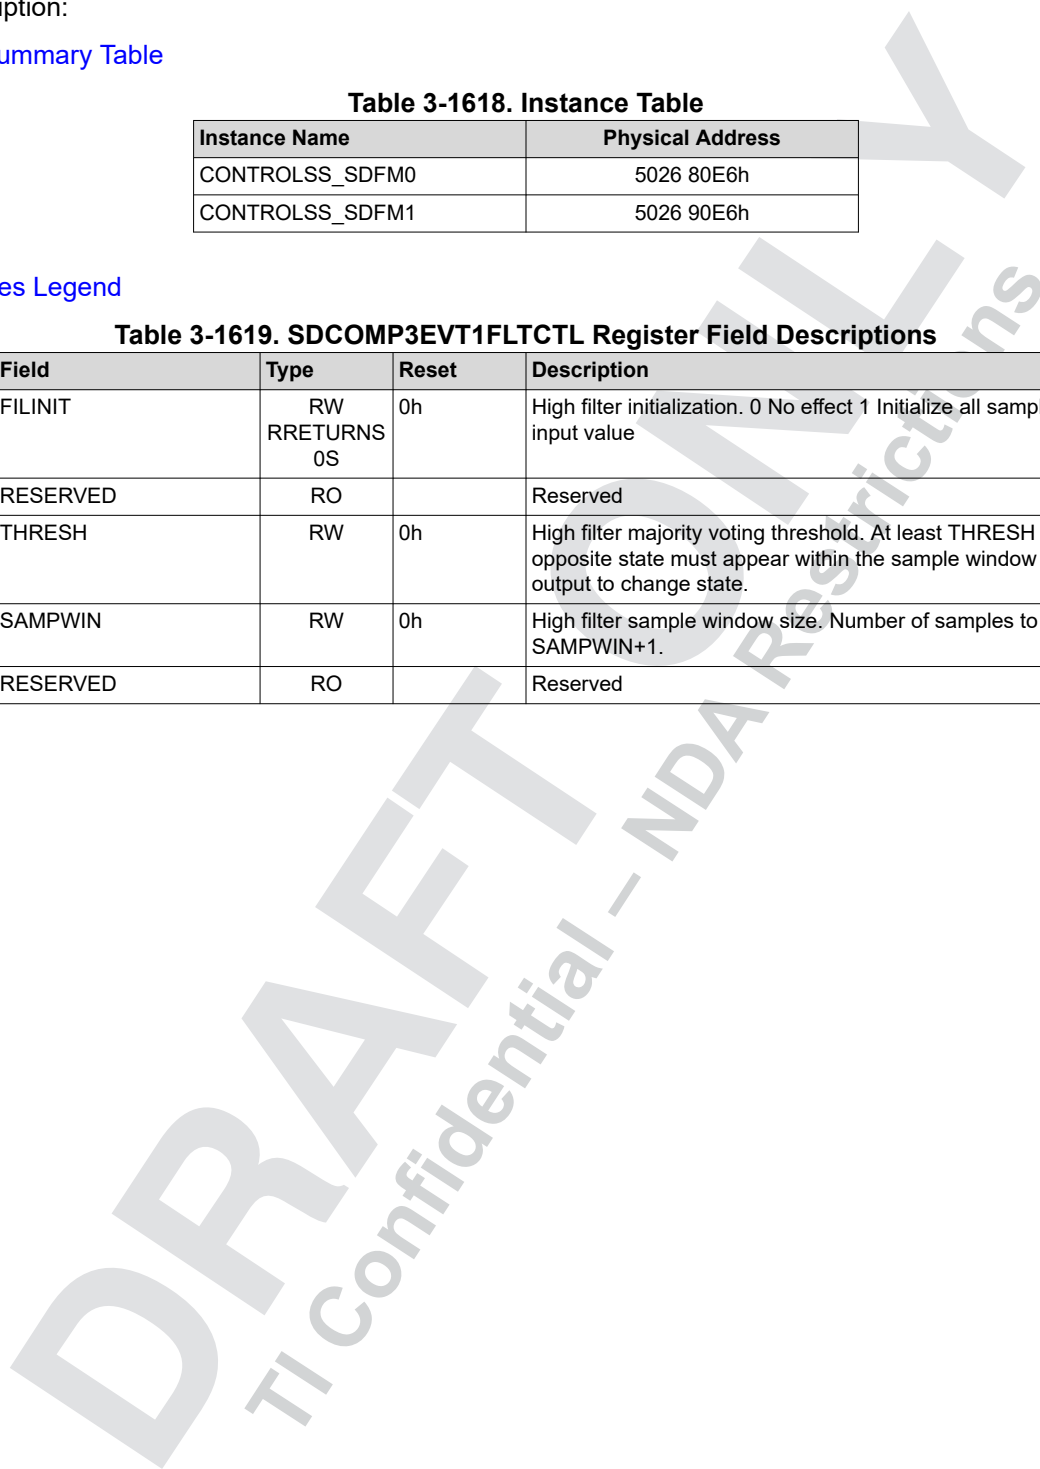 ption:
ummary Table
Table 3-1618. Instance Table
Instance Name Physical Address
CONTROLSS_SDFM0 5026 80E6h
CONTROLSS_SDFM1 5026 90E6h
es Legend
Table 3-1619. SDCOMP3EVT1FLTCTL Register Field Descriptions
Field Type Reset Description
FILINIT RW RRETURNS 0S 0h High filter initialization. 0 No effect 1 Initialize all sampl
input value
RESERVED RO Reserved
THRESH RW 0h High filter majority voting threshold. At least THRESH
opposite state must appear within the sample window
output to change state.
SAMPWIN RW 0h High filter sample window size. Number of samples to
SAMPWIN+1.
RESERVED RO Reserved
DRAFT ONLY
TI Confidential – NDA Restrictions